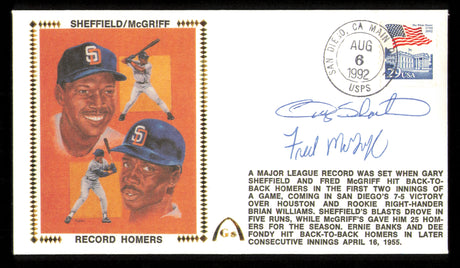 SHEFFIELD/McGRIFF
RECORD HOMERS
GS
SAN DIEGO, CA MAIN
AUG
6
1992
USPS
29 USA
Fred McGriff
A MAJOR LEAGUE RECORD WAS SET WHEN GARY
SHEFFIELD AND FRED McGRIFF HIT BACK-TO-
BACK HOMERS IN THE FIRST TWO INNINGS OF
A GAME, COMING IN SAN DIEGO'S 7-5 VICTORY
OVER HOUSTON AND ROOKIE RIGHT-HANDER
BRIAN WILLIAMS. SHEFFIELD'S BLASTS DROVE IN
FIVE RUNS, WHILE McGRIFF'S GAVE HIM 25 HOM-
ERS FOR THE SEASON. ERNIE BANKS AND DEE
FONDY HIT BACK-TO-BACK HOMERS IN LATER
CONSECUTIVE INNINGS APRIL 16, 1955.